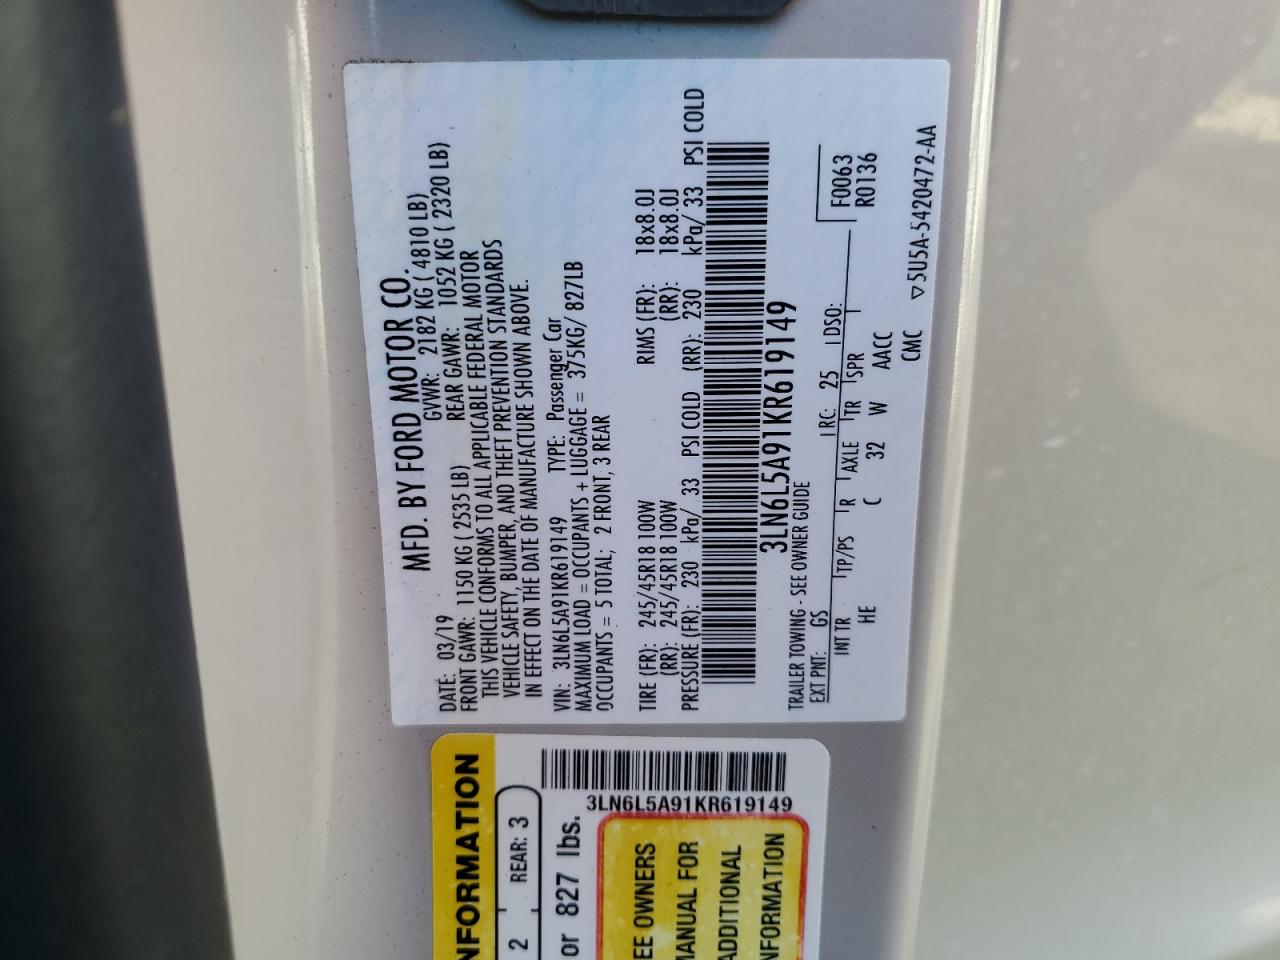 MFD. BY FORD MOTOR CO.
DATE: 03/19 GVWR: 2182 KG ( 4810 LB)
FRONT GAWR: 1150 KG ( 2535 LB) REAR GAWR: 1052 KG ( 2320 LB)
THIS VEHICLE CONFORMS TO ALL APPLICABLE FEDERAL MOTOR
VEHICLE SAFETY, BUMPER, AND THEFT PREVENTION STANDARDS
IN EFFECT ON THE DATE OF MANUFACTURE SHOWN ABOVE.
VIN: 3LN6L5A91KR619149 TYPE: Passenger Car
MAXIMUM LOAD = OCCUPANTS + LUGGAGE = 375KG/ 827LB
OCCUPANTS = 5 TOTAL; 2 FRONT, 3 REAR
TIRE (FR): 245/45R18 100W RIMS (FR): 18x8.0J
(RR): 245/45R18 100W (RR): 18x8.0J
PRESSURE (FR): 230 kPa/ 33 PSI COLD (RR): 230 kPa/ 33 PSI COLD
3LN6L5A91KR619149
TRAILER TOWING - SEE OWNER GUIDE
EXT PNT: GS RC: 25 DSO: F0063
INT TR TP/PS R AXLE TR SPR R0136
HE C 32 W AACC
CMC ▽5U5A-5420472-AA
NFORMATION
2 REAR: 3
or 827 lbs.
3LN6L5A91KR619149
EE OWNERS
MANUAL FOR
ADDITIONAL
NFORMATION